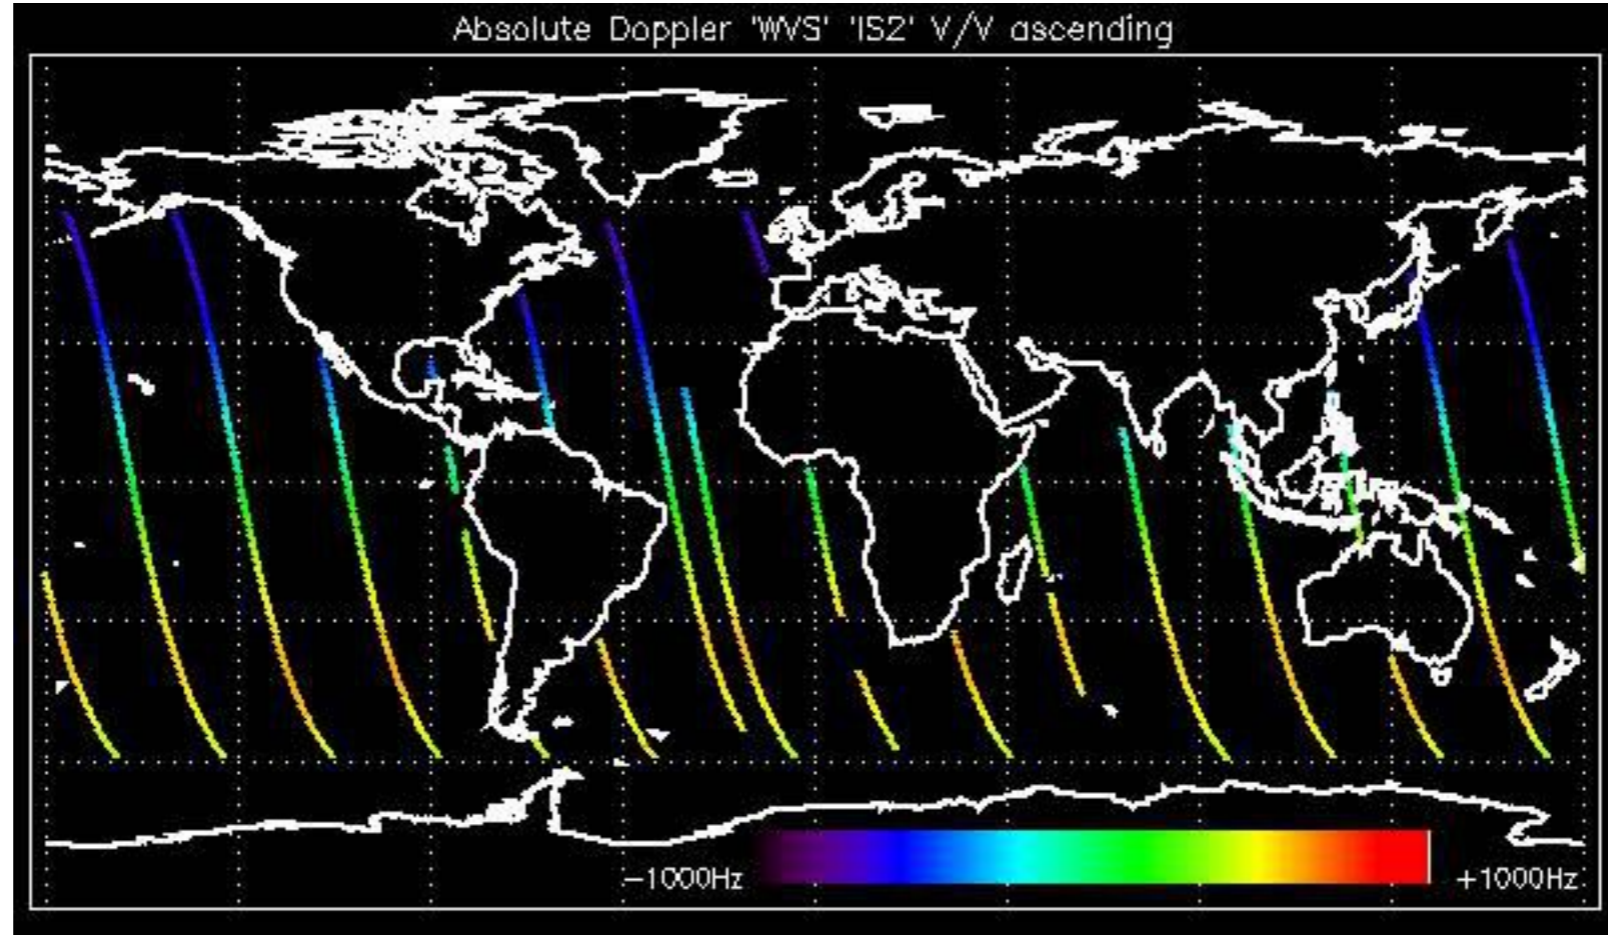 Absolute Doppler 'WVS' 'IS2' V/V ascending
-1000Hz
+1000Hz